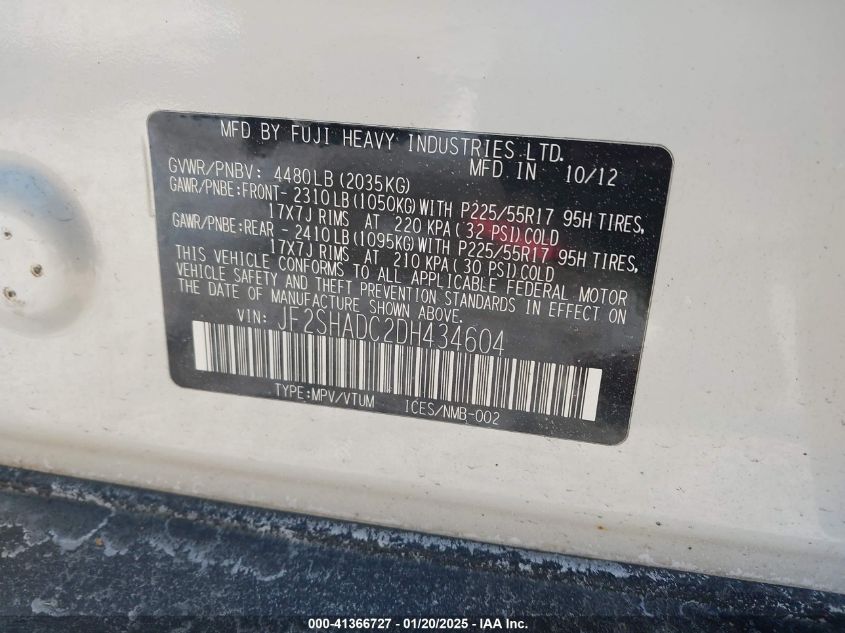 MFD BY FUJI HEAVY INDUSTRIES LTD.
GVWR/PNBV: 4480LB (2035KG) MFD IN 10/12
GAWR/PNBE:FRONT- 2310LB(1050KG)WITH P225/55R17 95H TIRES,
17X7J RIMS AT 220 KPA(32 PSI)COLD
GAWR/PNBE:REAR - 2410LB(1095KG)WITH P225/55R17 95H TIRES,
17X7J RIMS AT 210 KPA(30 PSI)COLD
THIS VEHICLE CONFORMS TO ALL APPLICABLE FEDERAL MOTOR
VEHICLE SAFETY AND THEFT PREVENTION STANDARDS IN EFFECT ON
THE DATE OF MANUFACTURE SHOWN ABOVE.
VIN: JF2SHADC2DH434604
TYPE:MPV/VTUM ICES/NMB-002
000-41366727 - 01/20/2025 - IAA Inc.